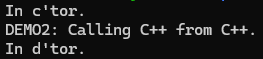 In c'tor.
DEMO2: Calling C++ from C++.
In d'tor.